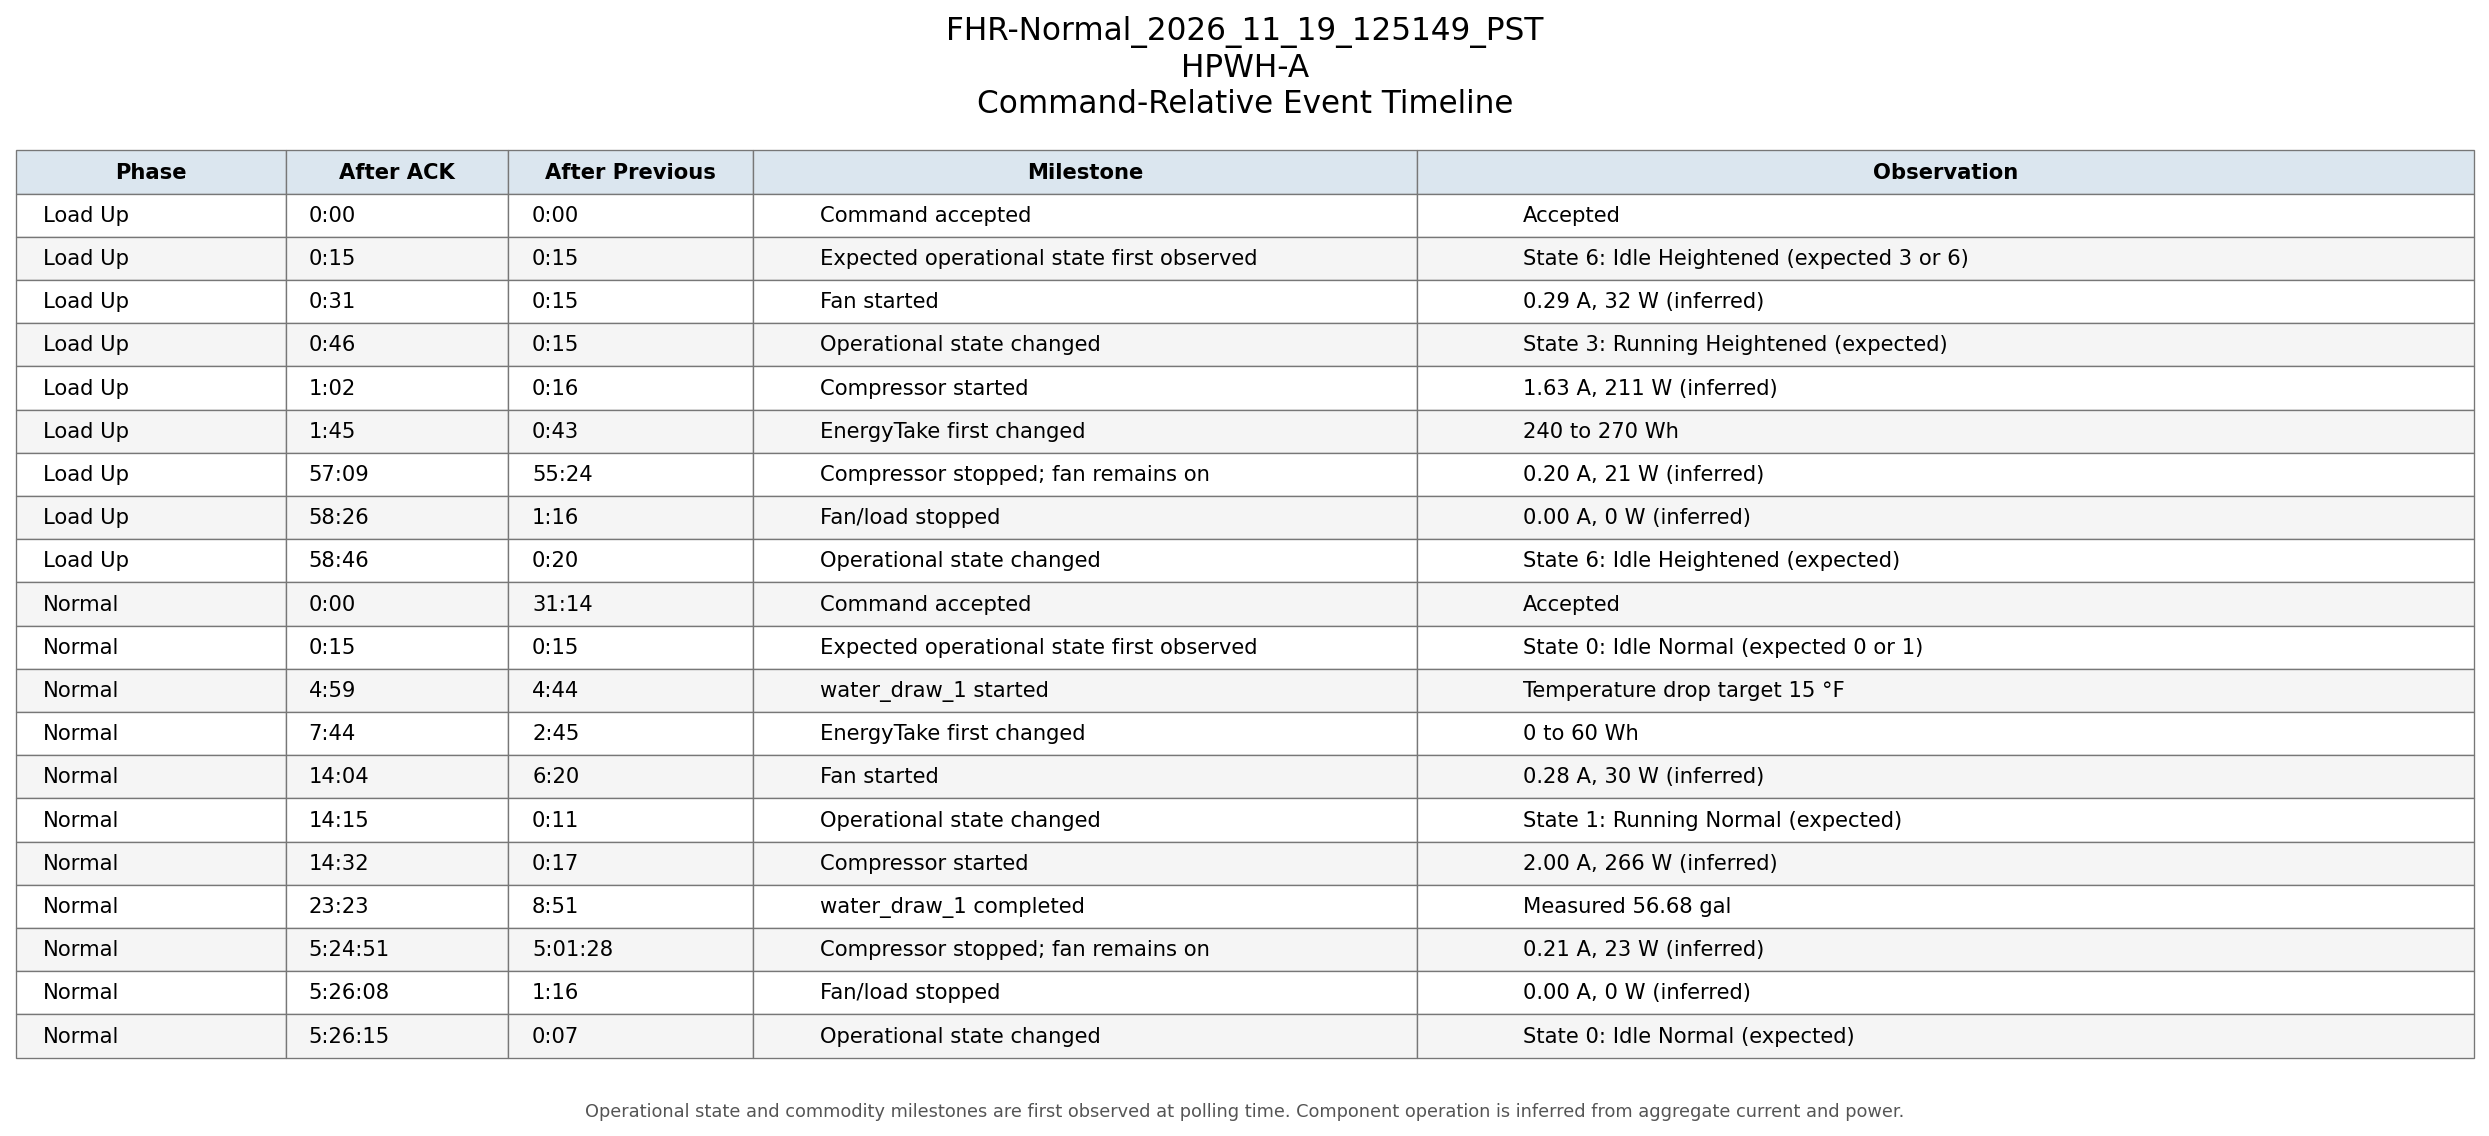 FHR-Normal_2026_11_19_125149_PST
HPWH-A
Command-Relative Event Timeline
Phase After ACK After Previous Milestone Observation
Load Up 0:00 0:00 Command accepted Accepted
Load Up 0:15 0:15 Expected operational state first observed State 6: Idle Heightened (expected 3 or 6)
Load Up 0:31 0:15 Fan started 0.29 A, 32 W (inferred)
Load Up 0:46 0:15 Operational state changed State 3: Running Heightened (expected)
Load Up 1:02 0:16 Compressor started 1.63 A, 211 W (inferred)
Load Up 1:45 0:43 EnergyTake first changed 240 to 270 Wh
Load Up 57:09 55:24 Compressor stopped; fan remains on 0.20 A, 21 W (inferred)
Load Up 58:26 1:16 Fan/load stopped 0.00 A, 0 W (inferred)
Load Up 58:46 0:20 Operational state changed State 6: Idle Heightened (expected)
Normal 0:00 31:14 Command accepted Accepted
Normal 0:15 0:15 Expected operational state first observed State 0: Idle Normal (expected 0 or 1)
Normal 4:59 4:44 water_draw_1 started Temperature drop target 15 °F
Normal 7:44 2:45 EnergyTake first changed 0 to 60 Wh
Normal 14:04 6:20 Fan started 0.28 A, 30 W (inferred)
Normal 14:15 0:11 Operational state changed State 1: Running Normal (expected)
Normal 14:32 0:17 Compressor started 2.00 A, 266 W (inferred)
Normal 23:23 8:51 water_draw_1 completed Measured 56.68 gal
Normal 5:24:51 5:01:28 Compressor stopped; fan remains on 0.21 A, 23 W (inferred)
Normal 5:26:08 1:16 Fan/load stopped 0.00 A, 0 W (inferred)
Normal 5:26:15 0:07 Operational state changed State 0: Idle Normal (expected)
Operational state and commodity milestones are first observed at polling time. Component operation is inferred from aggregate current and power.